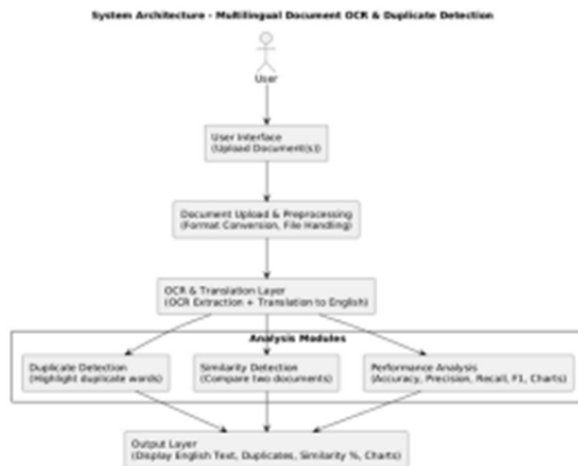 System Architecture - Multilingual Document OCR & Duplicate Detection
User
User Interface
(Upload Document(s))
Document Upload & Preprocessing
(Format Conversion, File Handling)
OCR & Translation Layer
(OCR Extraction + Translation to English)
Analysis Modules
Duplicate Detection
(Highlight duplicate words)
Similarity Detection
(Compare two documents)
Performance Analysis
(Accuracy, Precision, Recall, F1, Charts)
Output Layer
(Display English Text, Duplicates, Similarity %, Charts)